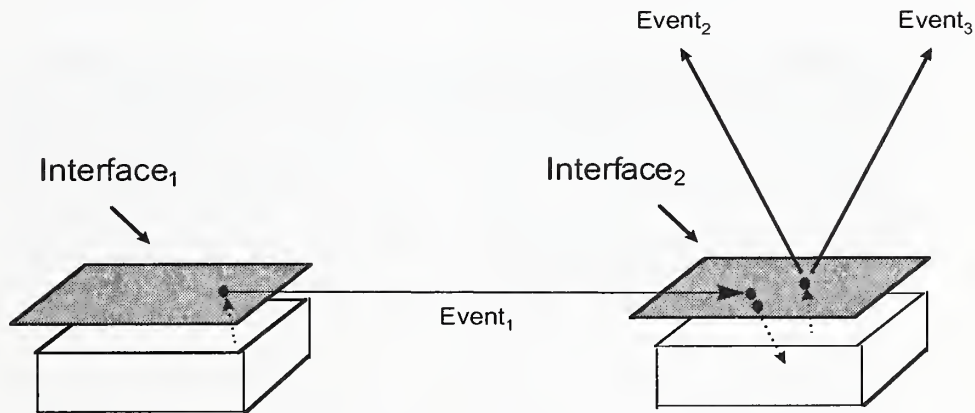 Event₂ Event₃
Interface₁ Interface₂
Event₁